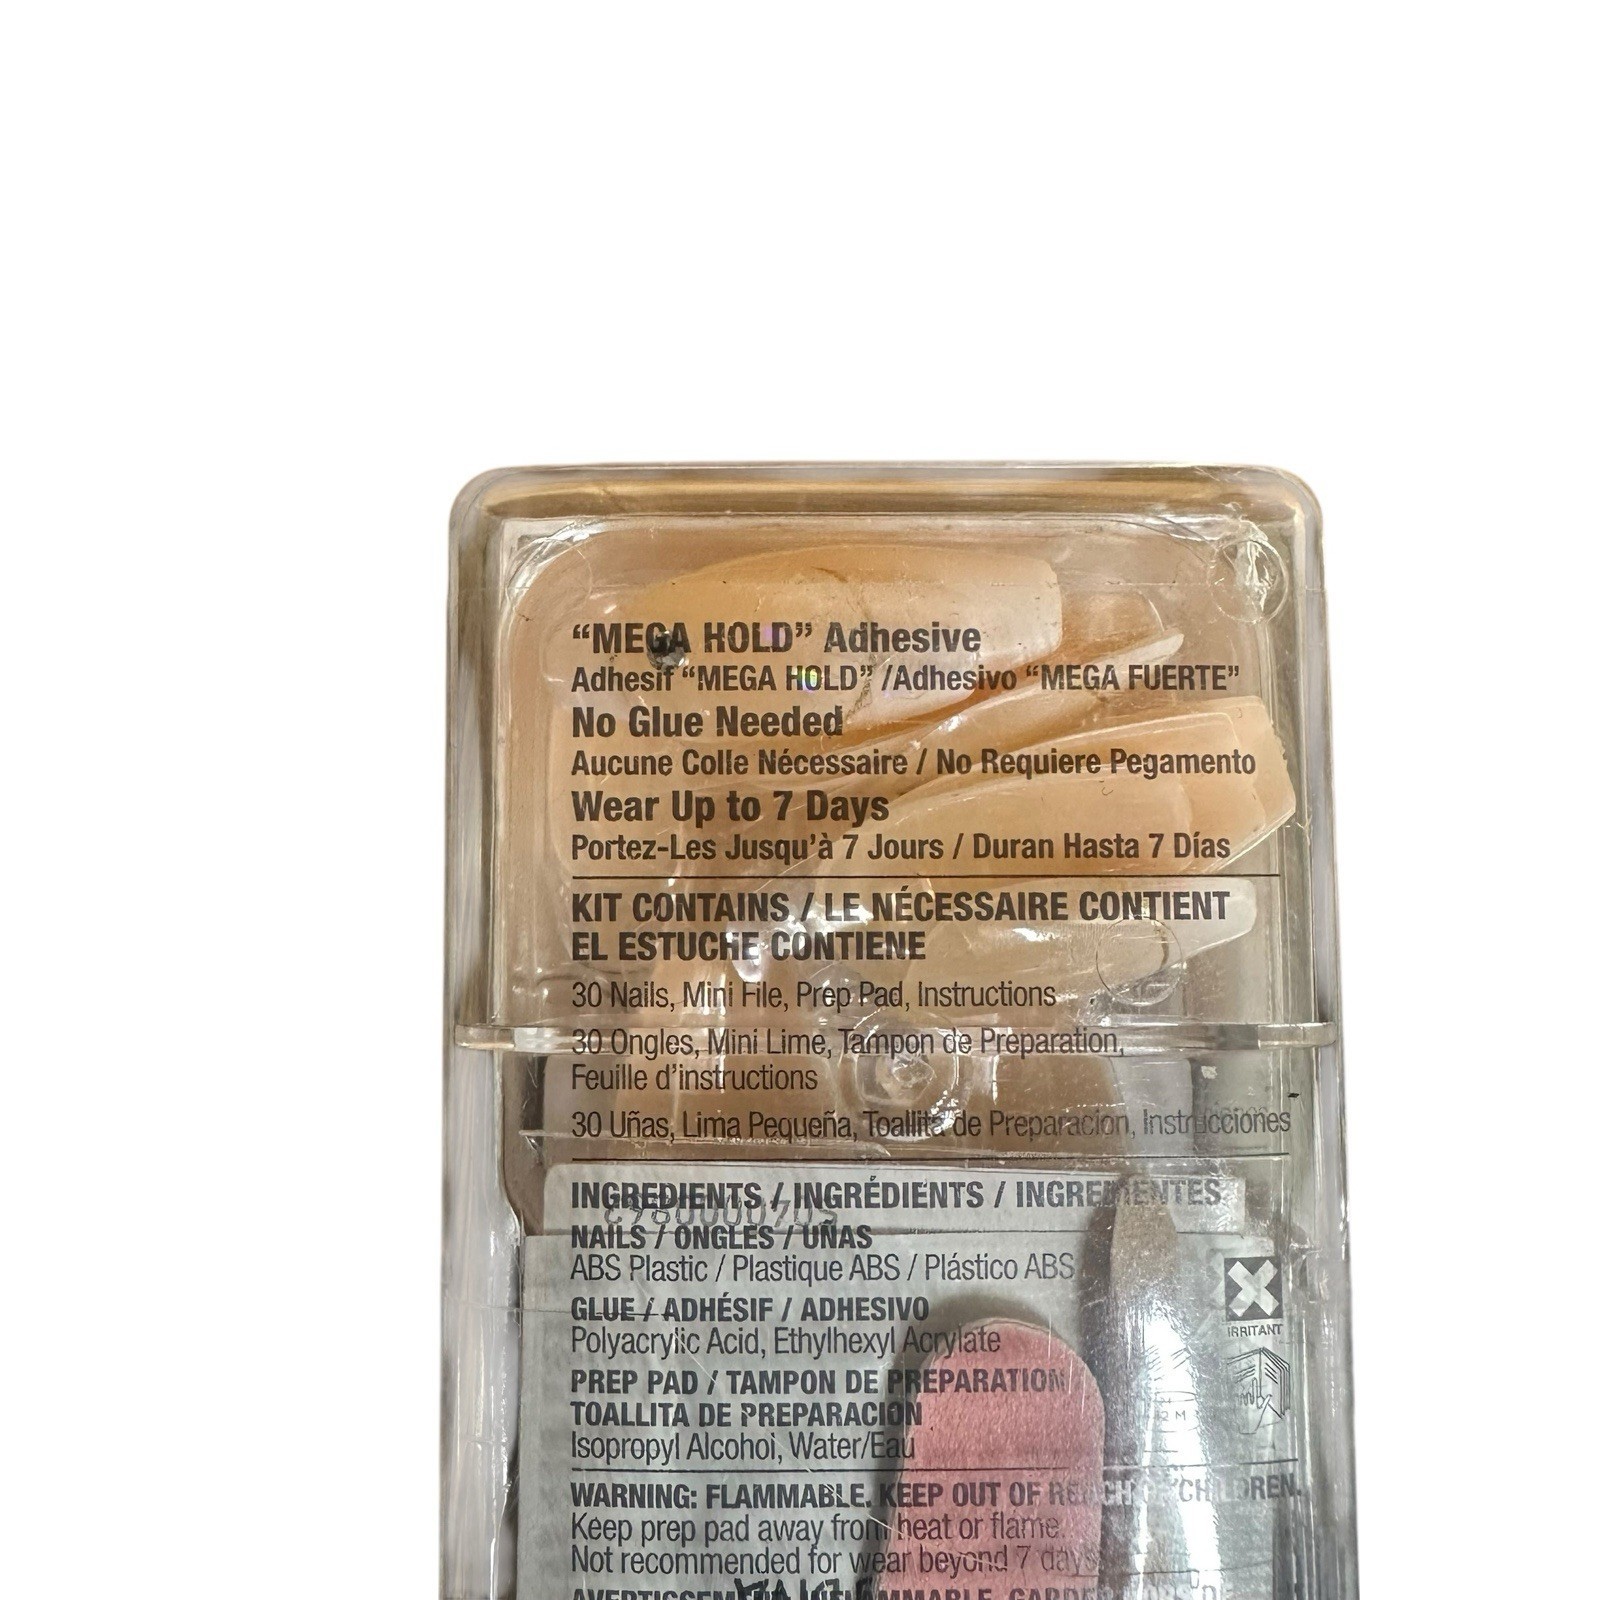 “MEGA HOLD” Adhesive
Adhesif “MEGA HOLD” /Adhesivo “MEGA FUERTE”
No Glue Needed
Aucune Colle Nécessaire / No Requiere Pegamento
Wear Up to 7 Days
Portez-Les Jusqu’à 7 Jours / Duran Hasta 7 Días
KIT CONTAINS / LE NÉCESSAIRE CONTIENT
EL ESTUCHE CONTIENE
30 Nails, Mini File, Prep Pad, Instructions
30 Ongles, Mini Lime, Tampon de Preparation,
Feuille d’instructions
30 Uñas, Lima Pequeña, Toallita de Preparacion, Instrucciones
INGREDIENTS / INGRÉDIENTS / INGREDIENTES
NAILS / ONGLES / UÑAS
ABS Plastic / Plastique ABS / Plástico ABS
GLUE / ADHÉSIF / ADHESIVO
Polyacrylic Acid, Ethylhexyl Acrylate
IRRITANT
PREP PAD / TAMPON DE PREPARATION
TOALLITA DE PREPARACION
Isopropyl Alcohol, Water/Eau
WARNING: FLAMMABLE. KEEP OUT OF REACH OF CHILDREN.
Keep prep pad away from heat or flame.
Not recommended for wear beyond 7 days.